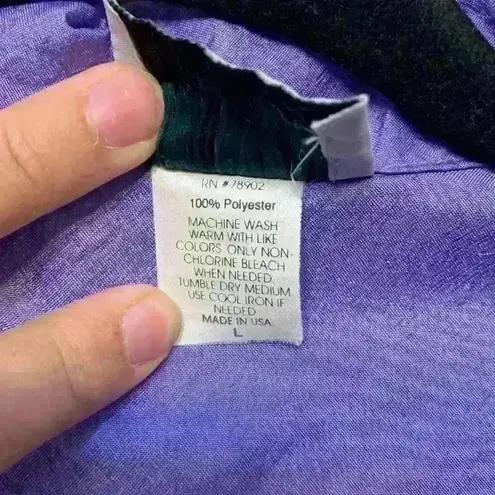 RN #78902
100% Polyester
MACHINE WASH
WARM WITH LIKE
COLORS ONLY NON-
CHLORINE BLEACH
WHEN NEEDED.
TUMBLE DRY MEDIUM
USE COOL IRON IF
NEEDED
MADE IN USA
L